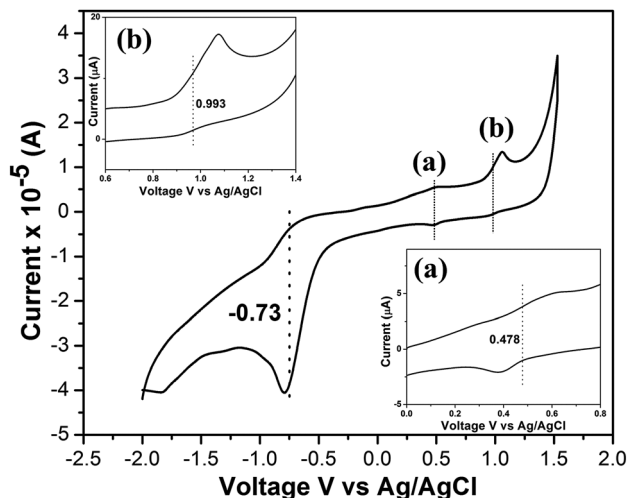 (b)
20
Current (µA)
0
0.993
0.6 0.8 1.0 1.2 1.4
Voltage V vs Ag/AgCl
4
3
2
1
0
-1
-2
-3
-4
-5
Current x 10⁻⁵ (A)
(a)
(b)
-0.73
(a)
5
0
-5
Current (µA)
0.478
0.0 0.2 0.4 0.6 0.8
Voltage V vs Ag/AgCl
-2.5 -2.0 -1.5 -1.0 -0.5 0.0 0.5 1.0 1.5 2.0
Voltage V vs Ag/AgCl